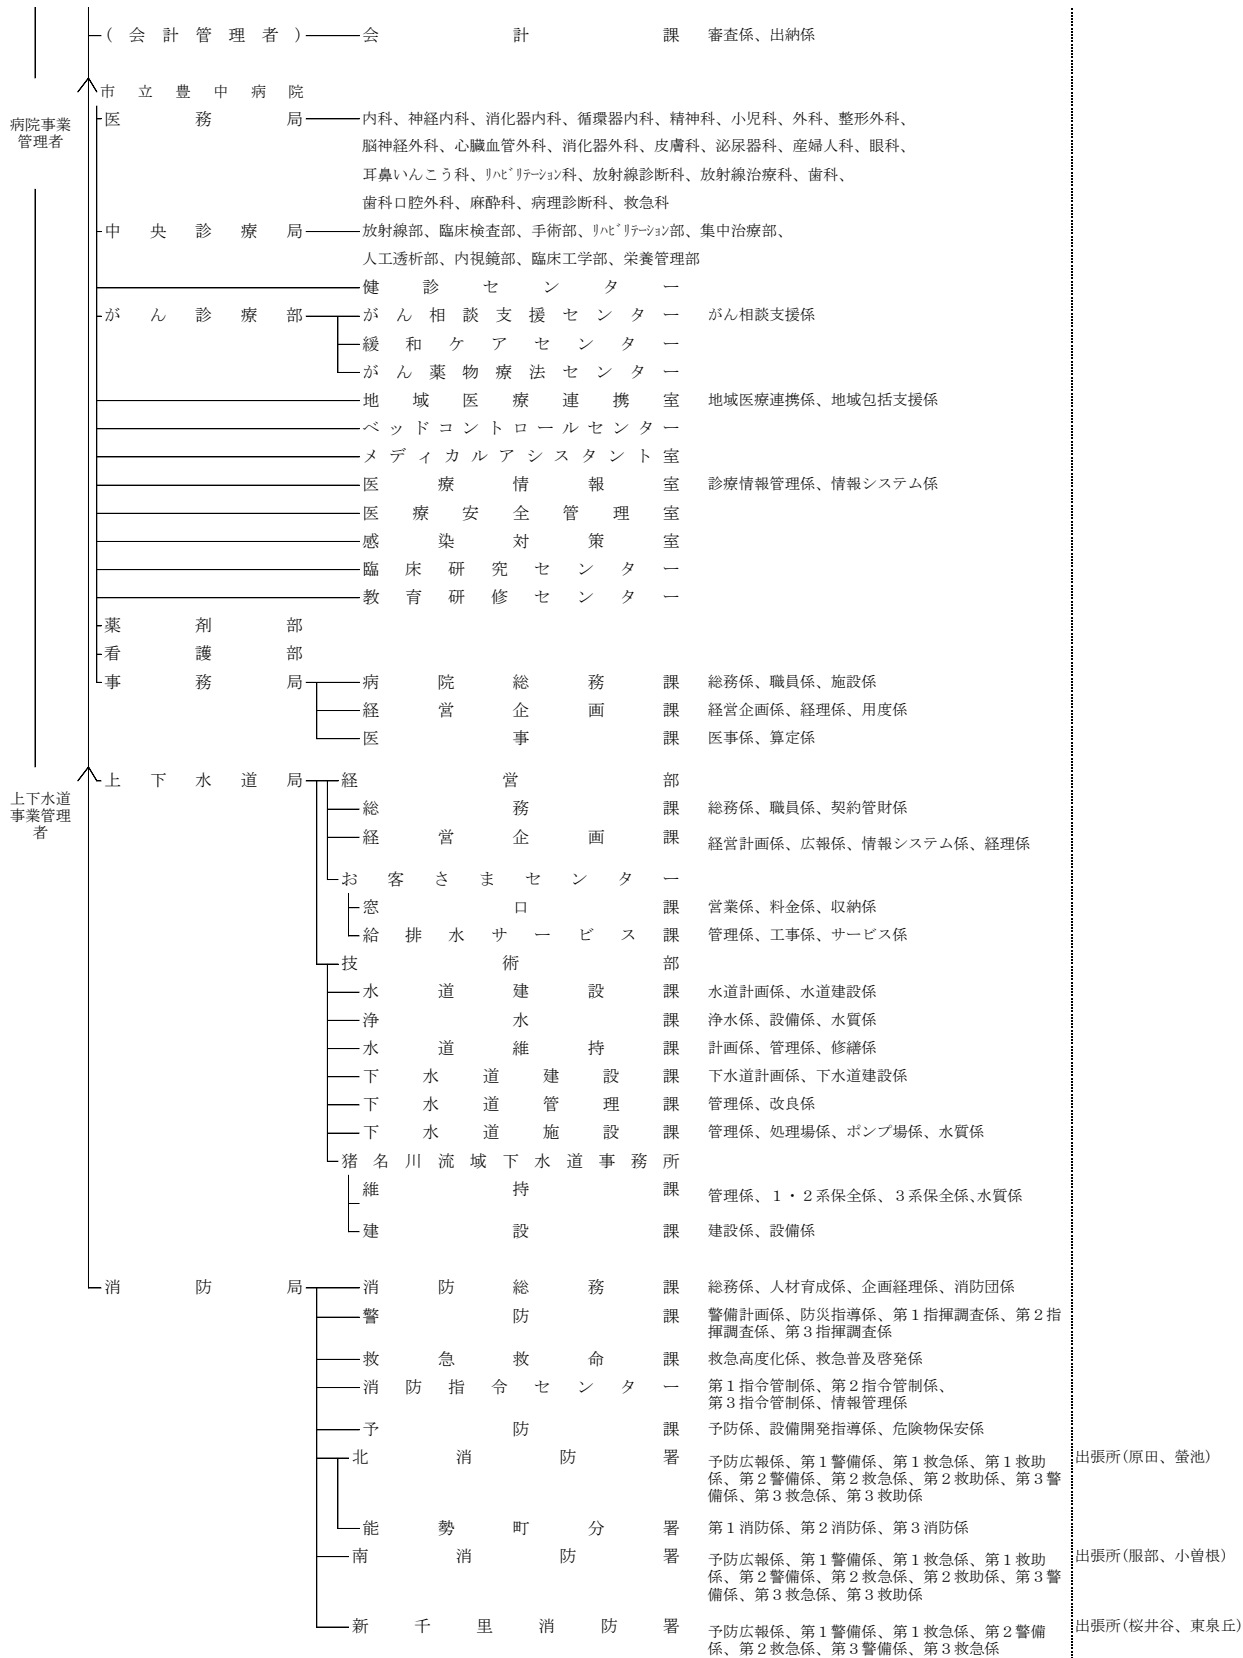 (会計管理者) 会計課 審査係、出納係
市立豊中病院
病院事業
管理者
医務局 内科、神経内科、消化器内科、循環器内科、精神科、小児科、外科、整形外科、
脳神経外科、心臓血管外科、消化器外科、皮膚科、泌尿器科、産婦人科、眼科、
耳鼻いんこう科、ﾘﾊﾋﾞﾘﾃｰｼｮﾝ科、放射線診断科、放射線治療科、歯科、
歯科口腔外科、麻酔科、病理診断科、救急科
中央診療局 放射線部、臨床検査部、手術部、ﾘﾊﾋﾞﾘﾃｰｼｮﾝ部、集中治療部、
人工透析部、内視鏡部、臨床工学部、栄養管理部
健診センター
がん診療部 がん相談支援センター がん相談支援係
緩和ケアセンター
がん薬物療法センター
地域医療連携室 地域医療連携係、地域包括支援係
ベッドコントロールセンター
メディカルアシスタント室
医療情報室 診療情報管理係、情報システム係
医療安全管理室
感染対策室
臨床研究センター
教育研修センター
薬剤部
看護部
事務局 病院総務課 総務係、職員係、施設係
経営企画課 経営企画係、経理係、用度係
医事課 医事係、算定係
上下水道局 経営部
上下水道
事業管理
者
総務課 総務係、職員係、契約管財係
経営企画課 経営計画係、広報係、情報システム係、経理係
お客さまセンター
窓口課 営業係、料金係、収納係
給排水サービス課 管理係、工事係、サービス係
技術部
水道建設課 水道計画係、水道建設係
浄水課 浄水係、設備係、水質係
水道維持課 計画係、管理係、修繕係
下水道建設課 下水道計画係、下水道建設係
下水道管理課 管理係、改良係
下水道施設課 管理係、処理場係、ポンプ場係、水質係
猪名川流域下水道事務所
維持課 管理係、１・２系保全係、３系保全係、水質係
建設課 建設係、設備係
消防局 消防総務課 総務係、人材育成係、企画経理係、消防団係
警防課 警備計画係、防災指導係、第１指揮調査係、第２指
揮調査係、第３指揮調査係
救急救命課 救急高度化係、救急普及啓発係
消防指令センター 第１指令管制係、第２指令管制係、
第３指令管制係、情報管理係
予防課 予防係、設備開発指導係、危険物保安係
北消防署 予防広報係、第１警備係、第１救急係、第１救助 出張所(原田、螢池)
係、第２警備係、第２救急係、第２救助係、第３警
備係、第３救急係、第３救助係
能勢町分署 第１消防係、第２消防係、第３消防係
南消防署 予防広報係、第１警備係、第１救急係、第１救助 出張所(服部、小曽根)
係、第２警備係、第２救急係、第２救助係、第３警
備係、第３救急係、第３救助係
新千里消防署 予防広報係、第１警備係、第１救急係、第２警備 出張所(桜井谷、東泉丘)
係、第２救急係、第３警備係、第３救急係